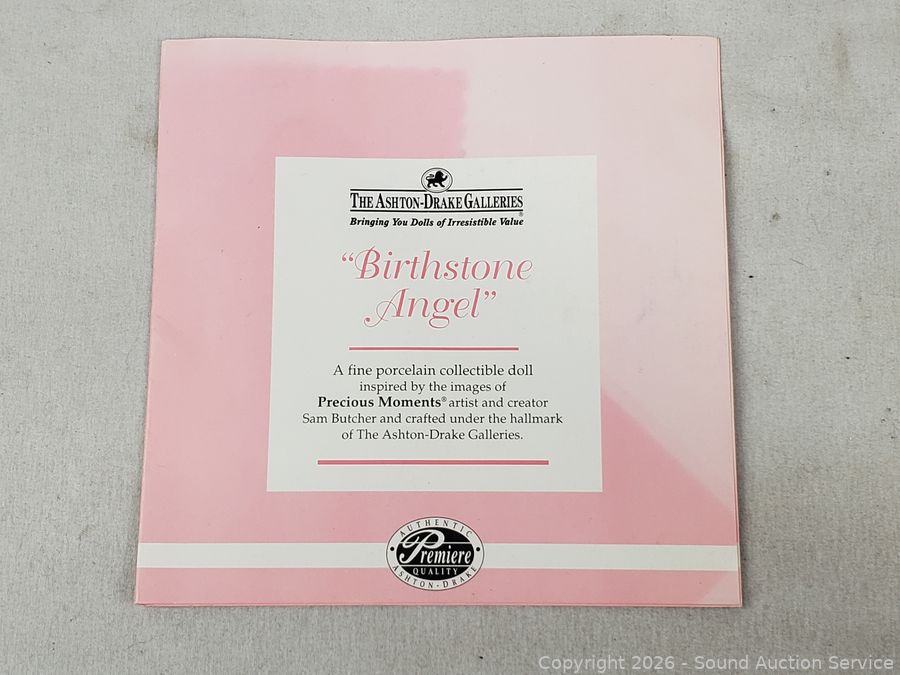 THE ASHTON-DRAKE GALLERIES
®
Bringing You Dolls of Irresistible Value
“Birthstone
Angel”
A fine porcelain collectible doll
inspired by the images of
Precious Moments® artist and creator
Sam Butcher and crafted under the hallmark
of The Ashton-Drake Galleries.
AUTHENTIC
Premiere
QUALITY
ASHTON-DRAKE
Copyright 2026 - Sound Auction Service